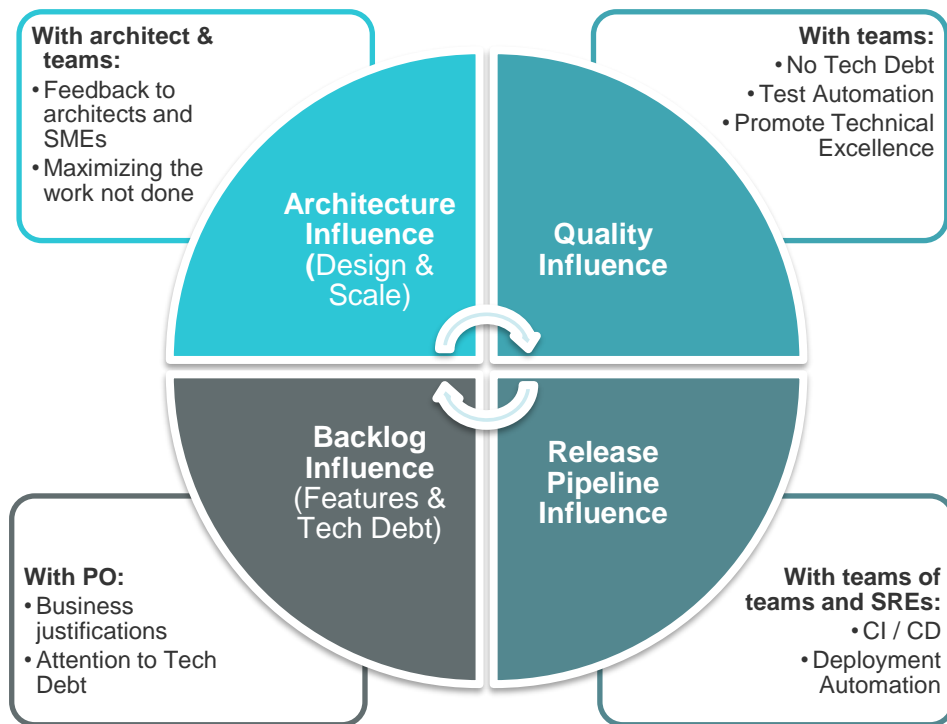 With architect &
teams:
• Feedback to
architects and
SMEs
• Maximizing the
work not done
With teams:
• No Tech Debt
• Test Automation
• Promote Technical
Excellence
Architecture
Influence
(Design &
Scale)
Quality
Influence
Backlog
Influence
(Features &
Tech Debt)
Release
Pipeline
Influence
With PO:
• Business
justifications
• Attention to Tech
Debt
With teams of
teams and SREs:
• CI / CD
• Deployment
Automation